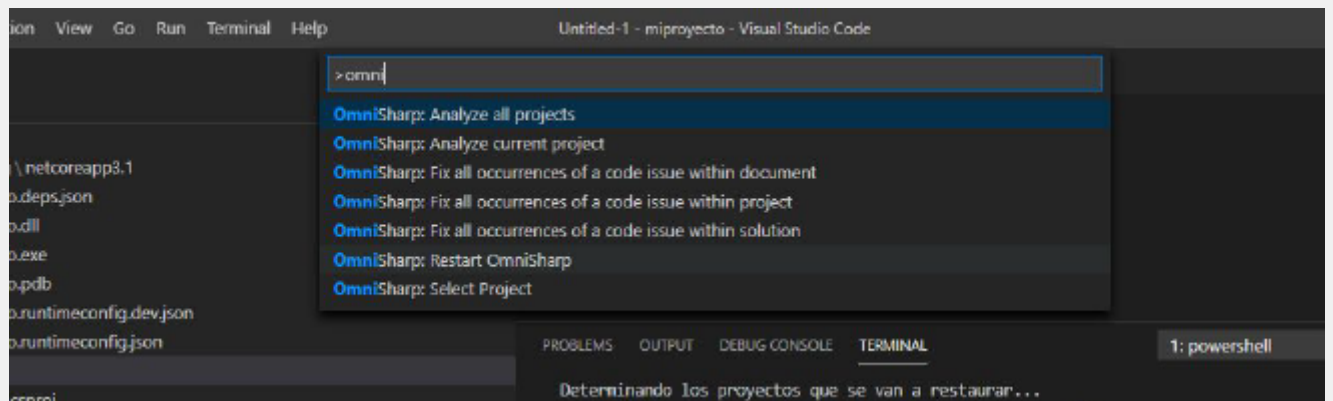 ion View Go Run Terminal Help Untitled-1 - miproyecto - Visual Studio Code
>omni
OmniSharp: Analyze all projects
OmniSharp: Analyze current project
OmniSharp: Fix all occurrences of a code issue within document
OmniSharp: Fix all occurrences of a code issue within project
OmniSharp: Fix all occurrences of a code issue within solution
OmniSharp: Restart OmniSharp
OmniSharp: Select Project
\ netcoreapp3.1
o.deps.json
o.dll
o.exe
o.pdb
o.runtimeconfig.dev.json
o.runtimeconfig.json
csproj
PROBLEMS OUTPUT DEBUG CONSOLE TERMINAL 1: powershell
Determinando los proyectos que se van a restaurar...